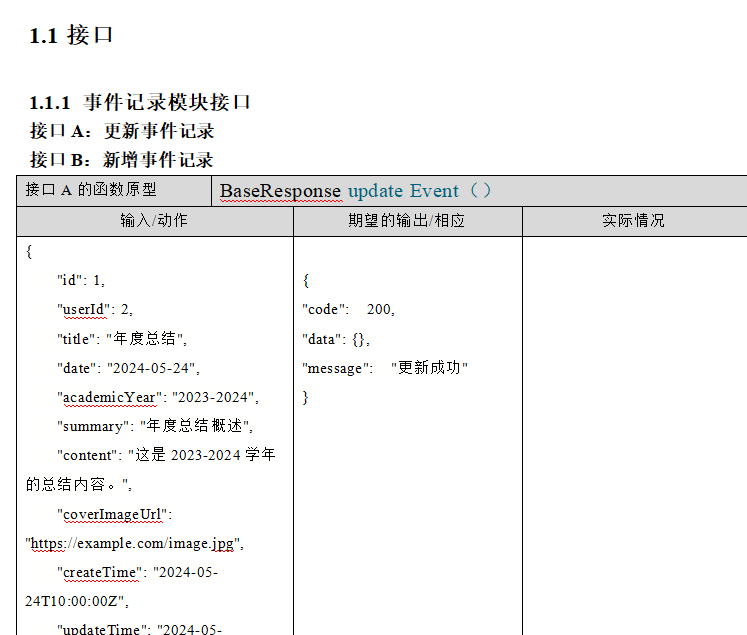 1.1 接口
1.1.1 事件记录模块接口
接口 A：更新事件记录
接口 B：新增事件记录
接口 A 的函数原型 BaseResponse update Event（）
输入/动作 期望的输出/相应 实际情况
{
"id": 1,
"userId": 2,
"title": "年度总结",
"date": "2024-05-24",
"academicYear": "2023-2024",
"summary": "年度总结概述",
"content": "这是 2023-2024 学年
的总结内容。",
"coverImageUrl":
"https://example.com/image.jpg",
"createTime": "2024-05-
24T10:00:00Z",
"updateTime": "2024-05-
{
"code": 200,
"data": {},
"message": "更新成功"
}